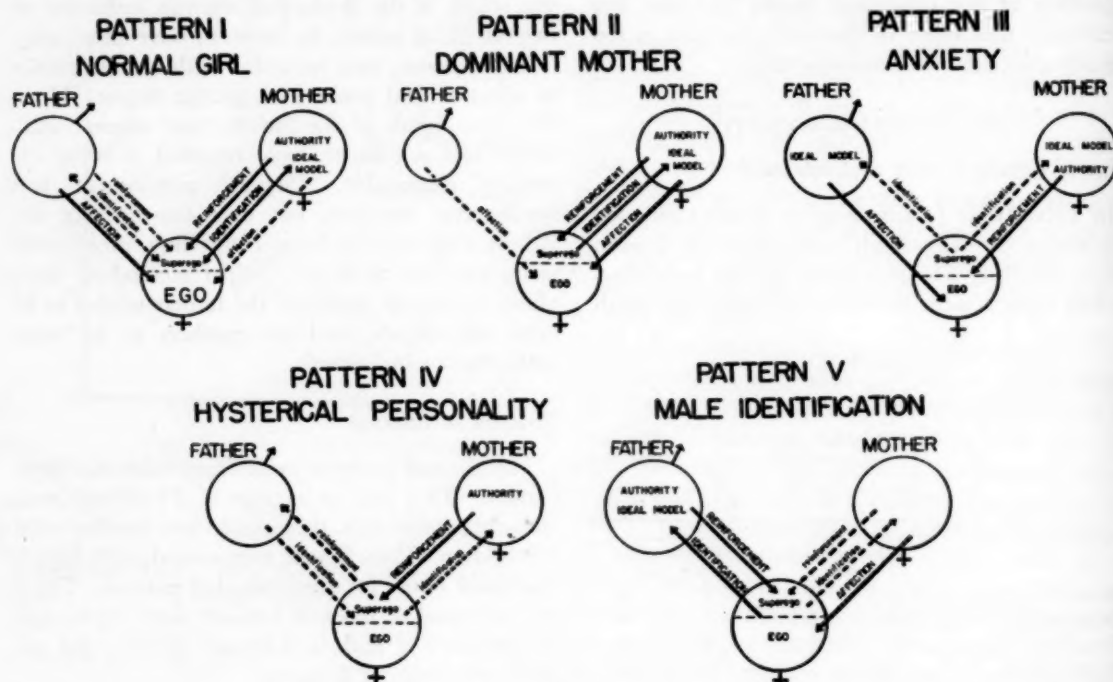 PATTERN I
NORMAL GIRL
FATHER
MOTHER
AUTHORITY
IDEAL
MODEL
identification
AFFECTION
REINFORCEMENT
IDENTIFICATION
affection
Superego
EGO
PATTERN II
DOMINANT MOTHER
FATHER
MOTHER
AUTHORITY
IDEAL
MODEL
affection
REINFORCEMENT
IDENTIFICATION
AFFECTION
Superego
EGO
PATTERN III
ANXIETY
FATHER
MOTHER
IDEAL MODEL
IDEAL MODEL
AUTHORITY
identification
AFFECTION
identification
REINFORCEMENT
Superego
EGO
PATTERN IV
HYSTERICAL PERSONALITY
FATHER
MOTHER
AUTHORITY
identification
REINFORCEMENT
identification
Superego
EGO
PATTERN V
MALE IDENTIFICATION
FATHER
MOTHER
AUTHORITY
IDEAL MODEL
REINFORCEMENT
IDENTIFICATION
reinforcement
identification
AFFECTION
Superego
EGO